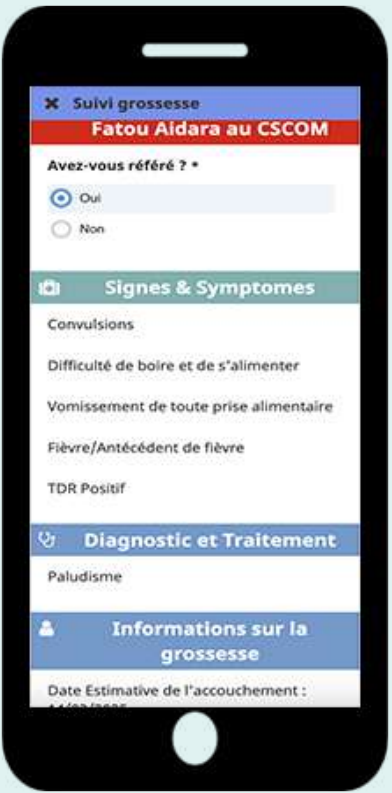 Suivi grossesse
Fatou Aidara au CSCOM
Avez-vous référé ? *
Oui
Non
Signes & Symptomes
Convulsions
Difficulté de boire et de s'alimenter
Vomissement de toute prise alimentaire
Fièvre/Antécédent de fièvre
TDR Positif
Diagnostic et Traitement
Paludisme
Informations sur la
grossesse
Date Estimative de l'accouchement :